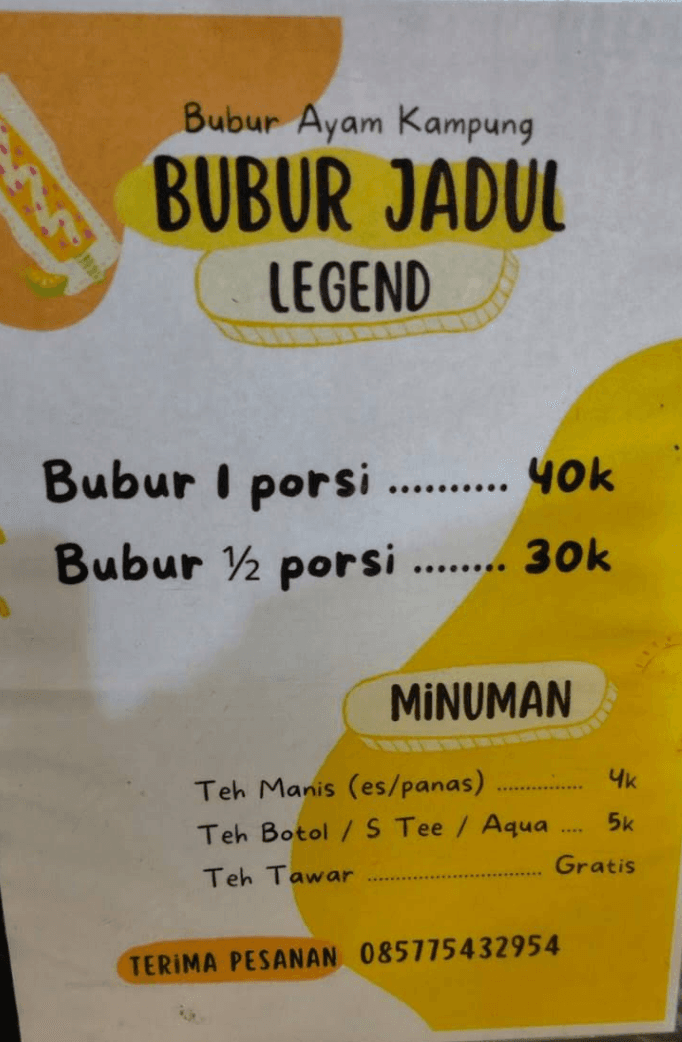 Bubur Ayam Kampung
BUBUR JADUL
LEGEND
Bubur 1 porsi .......... 40k
Bubur ½ porsi ........ 30k
MiNUMAN
Teh Manis (es/panas) ................ 4k
Teh Botol / S Tee / Aqua .... 5k
Teh Tawar ................................. Gratis
TERiMA PESANAN 085775432954